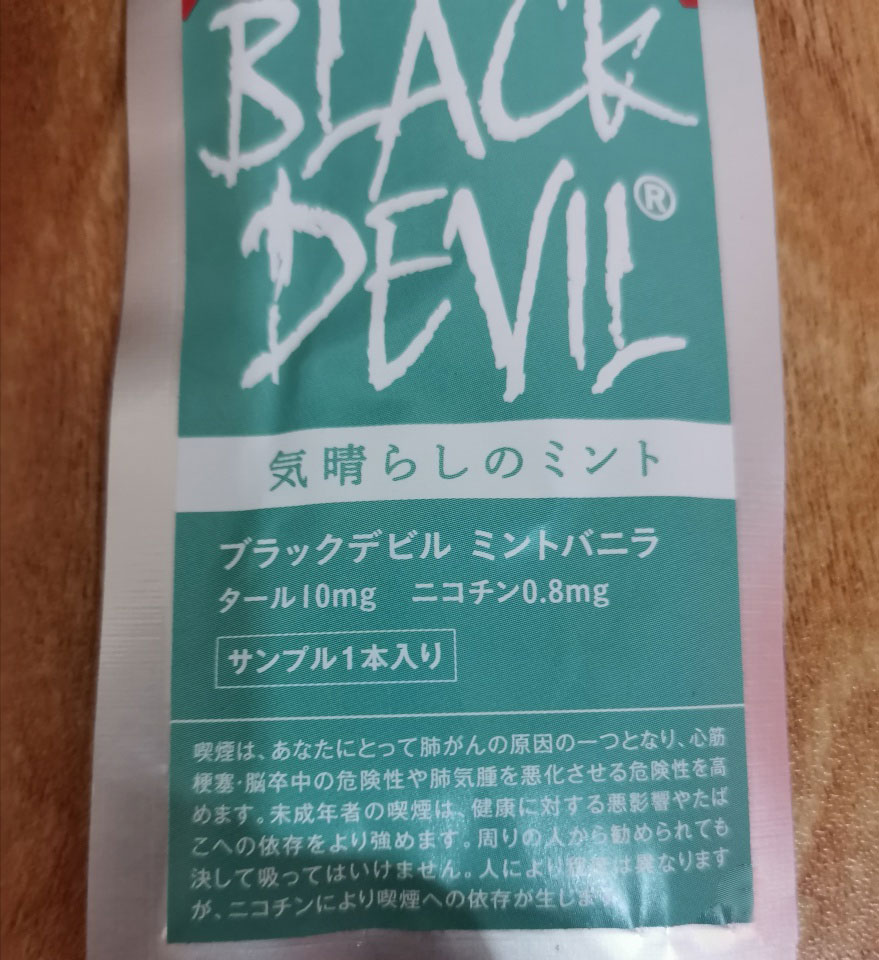 BLACK
DEVIL®
気晴らしのミント
ブラックデビル ミントバニラ
タール10mg ニコチン0.8mg
サンプル1本入り
喫煙は、あなたにとって肺がんの原因の一つとなり、心筋
梗塞・脳卒中の危険性や肺気腫を悪化させる危険性を高
めます。未成年者の喫煙は、健康に対する悪影響やたば
こへの依存をより強めます。周りの人から勧められても
決して吸ってはいけません。人により程度は異なります
が、ニコチンにより喫煙への依存が生じます